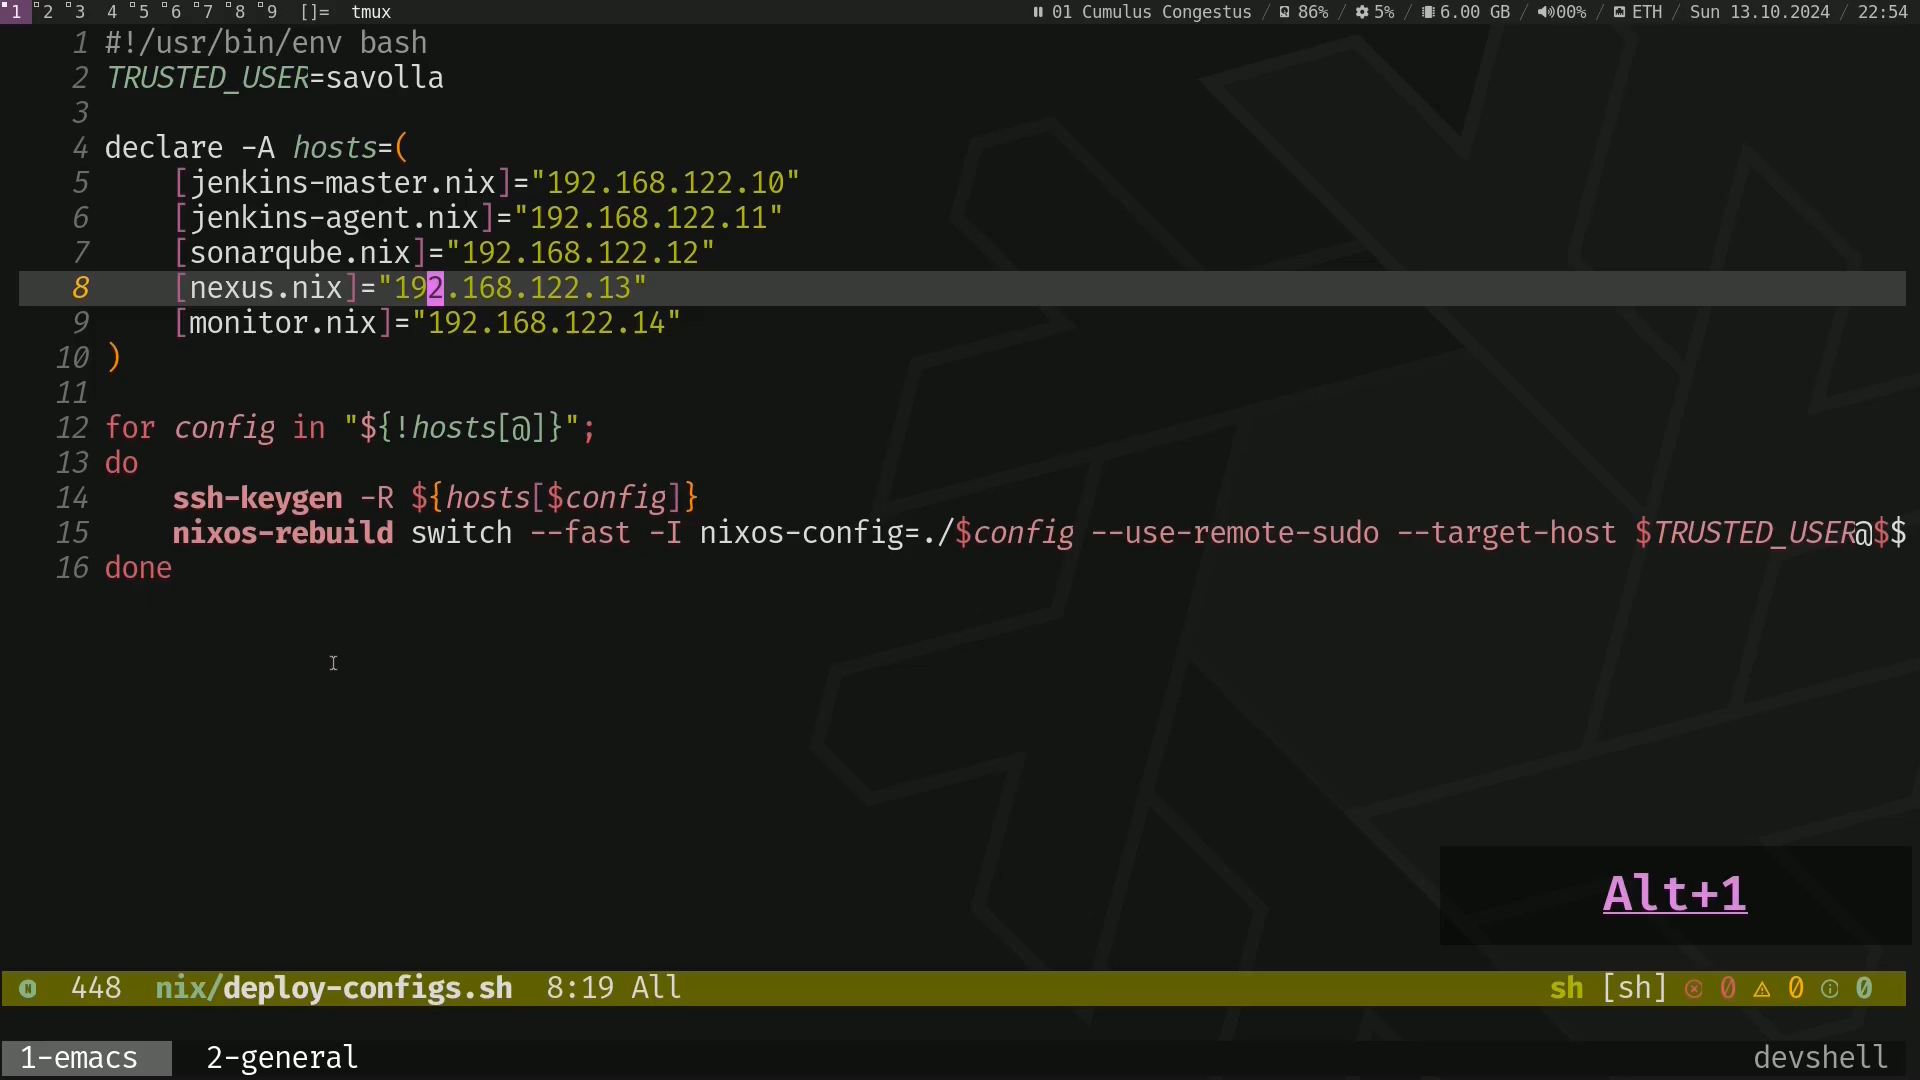 1 2 3 4 5 6 7 8 9 []= tmux 01 Cumulus Congestus / 86% / 5% / 6.00 GB / 00% / ETH / Sun 13.10.2024 / 22:54
1 #!/usr/bin/env bash
2 TRUSTED_USER=savolla
3
4 declare -A hosts=(
5 [jenkins-master.nix]="192.168.122.10"
6 [jenkins-agent.nix]="192.168.122.11"
7 [sonarqube.nix]="192.168.122.12"
8 [nexus.nix]="192.168.122.13"
9 [monitor.nix]="192.168.122.14"
10 )
11
12 for config in "${!hosts[@]}";
13 do
14 ssh-keygen -R ${hosts[$config]}
15 nixos-rebuild switch --fast -I nixos-config=./$config --use-remote-sudo --target-host $TRUSTED_USER@$$
16 done
Alt+1
N 448 nix/deploy-configs.sh 8:19 All sh [sh] 0 0 0
1-emacs 2-general devshell